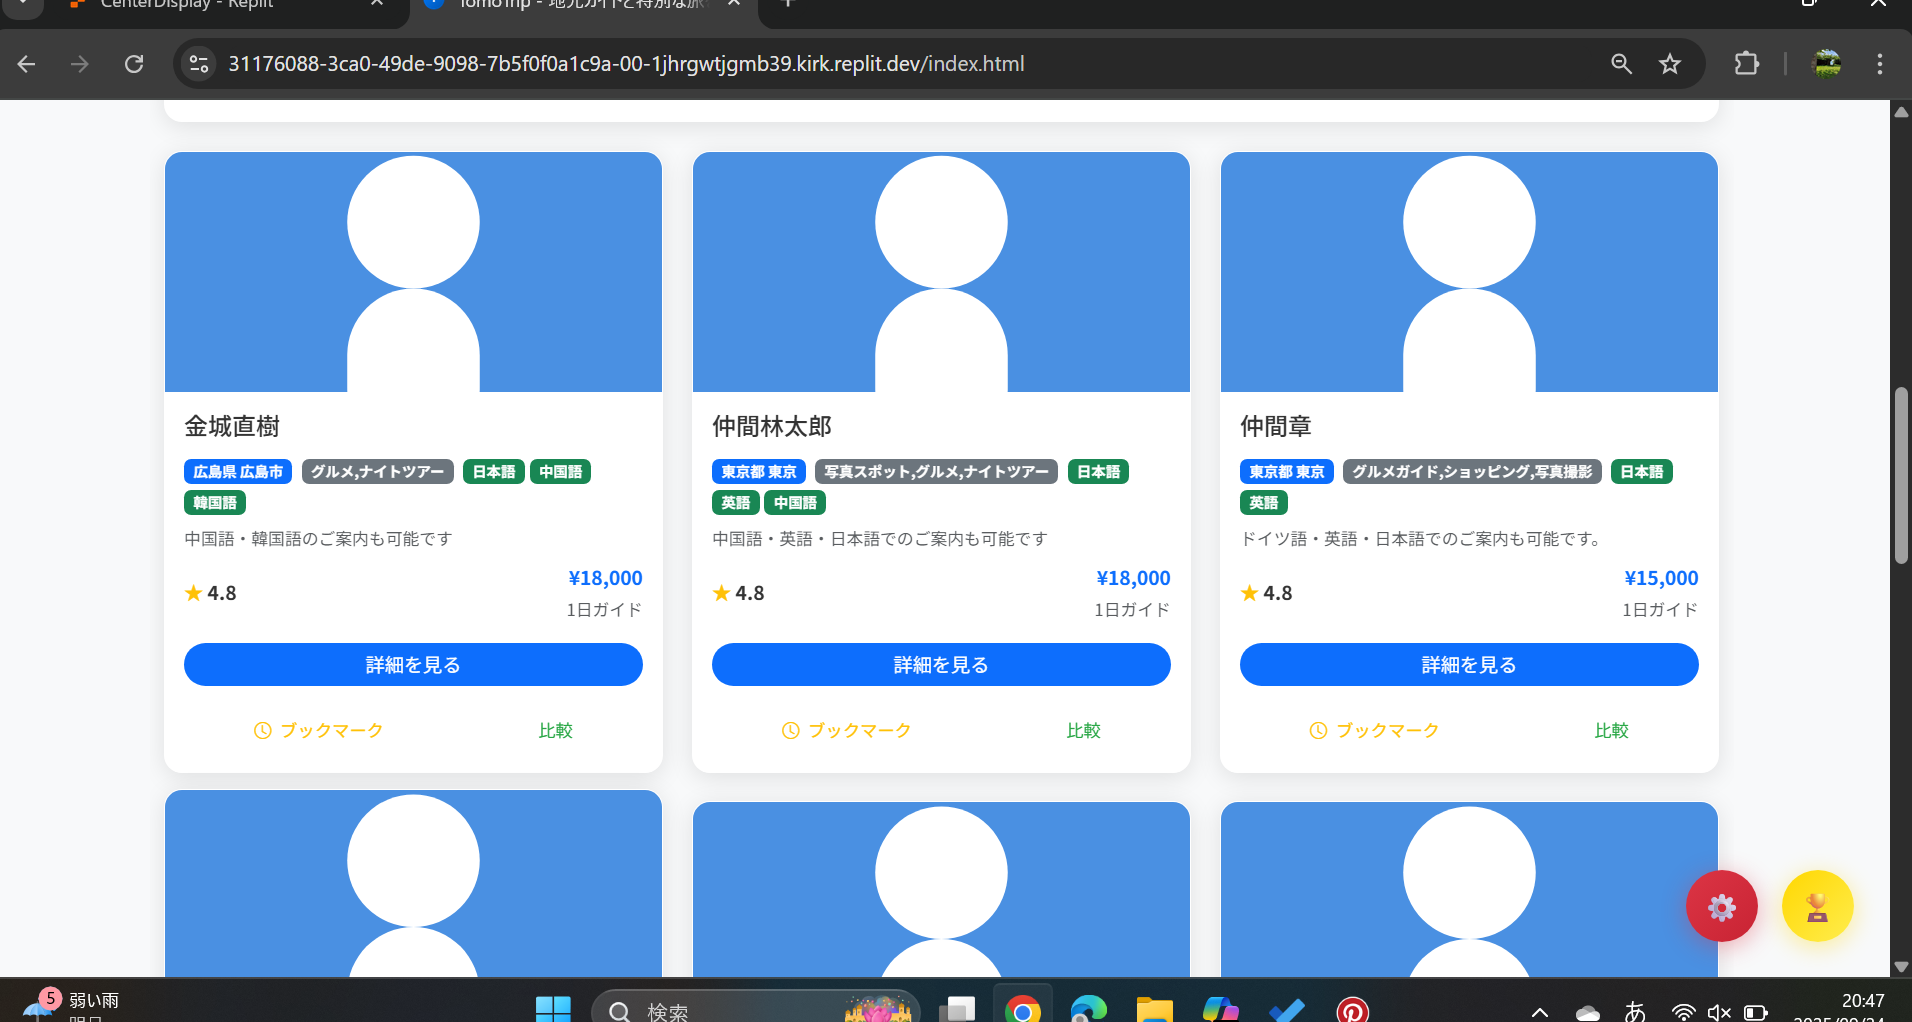 CenterDisplay - Replit
TomoTrip - 地元ガイドと特別な旅
31176088-3ca0-49de-9098-7b5f0f0a1c9a-00-1jhrgwtjgmb39.kirk.replit.dev/index.html
金城直樹
広島県 広島市 グルメ,ナイトツアー 日本語 中国語
韓国語
中国語・韓国語のご案内も可能です
4.8
¥18,000
1日ガイド
詳細を見る
ブックマーク 比較
仲間林太郎
東京都 東京 写真スポット,グルメ,ナイトツアー 日本語
英語 中国語
中国語・英語・日本語でのご案内も可能です
4.8
¥18,000
1日ガイド
詳細を見る
ブックマーク 比較
仲間章
東京都 東京 グルメガイド,ショッピング,写真撮影 日本語
英語
ドイツ語・英語・日本語でのご案内も可能です。
4.8
¥15,000
1日ガイド
詳細を見る
ブックマーク 比較
5 弱い雨
明日
検索
あ
20:47
2025/09/24